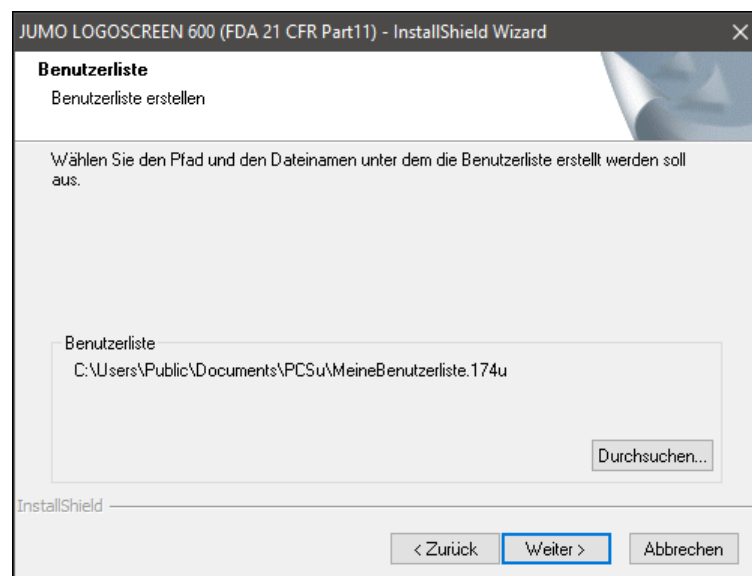 JUMO LOGOSCREEN 600 (FDA 21 CFR Part11) - InstallShield Wizard
Benutzerliste
Benutzerliste erstellen
Wählen Sie den Pfad und den Dateinamen unter dem die Benutzerliste erstellt werden soll
aus.
Benutzerliste
C:\Users\Public\Documents\PCSu\MeineBenutzerliste.174u
Durchsuchen...
InstallShield
< Zurück
Weiter >
Abbrechen